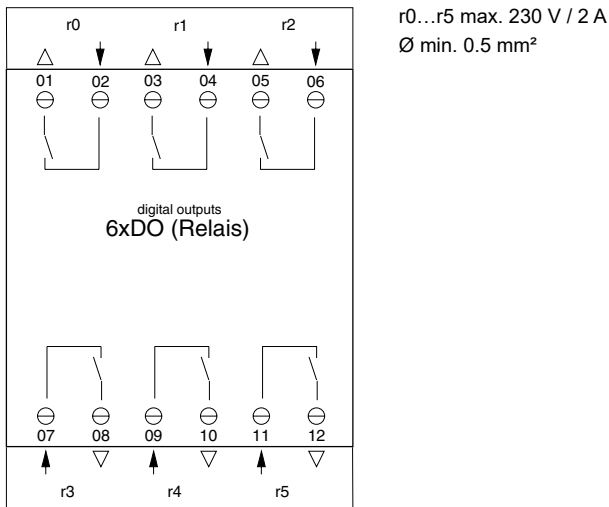 r0 r1 r2
r0…r5 max. 230 V / 2 A
Ø min. 0.5 mm²
01 02 03 04 05 06
digital outputs
6xDO (Relais)
07 08 09 10 11 12
r3 r4 r5